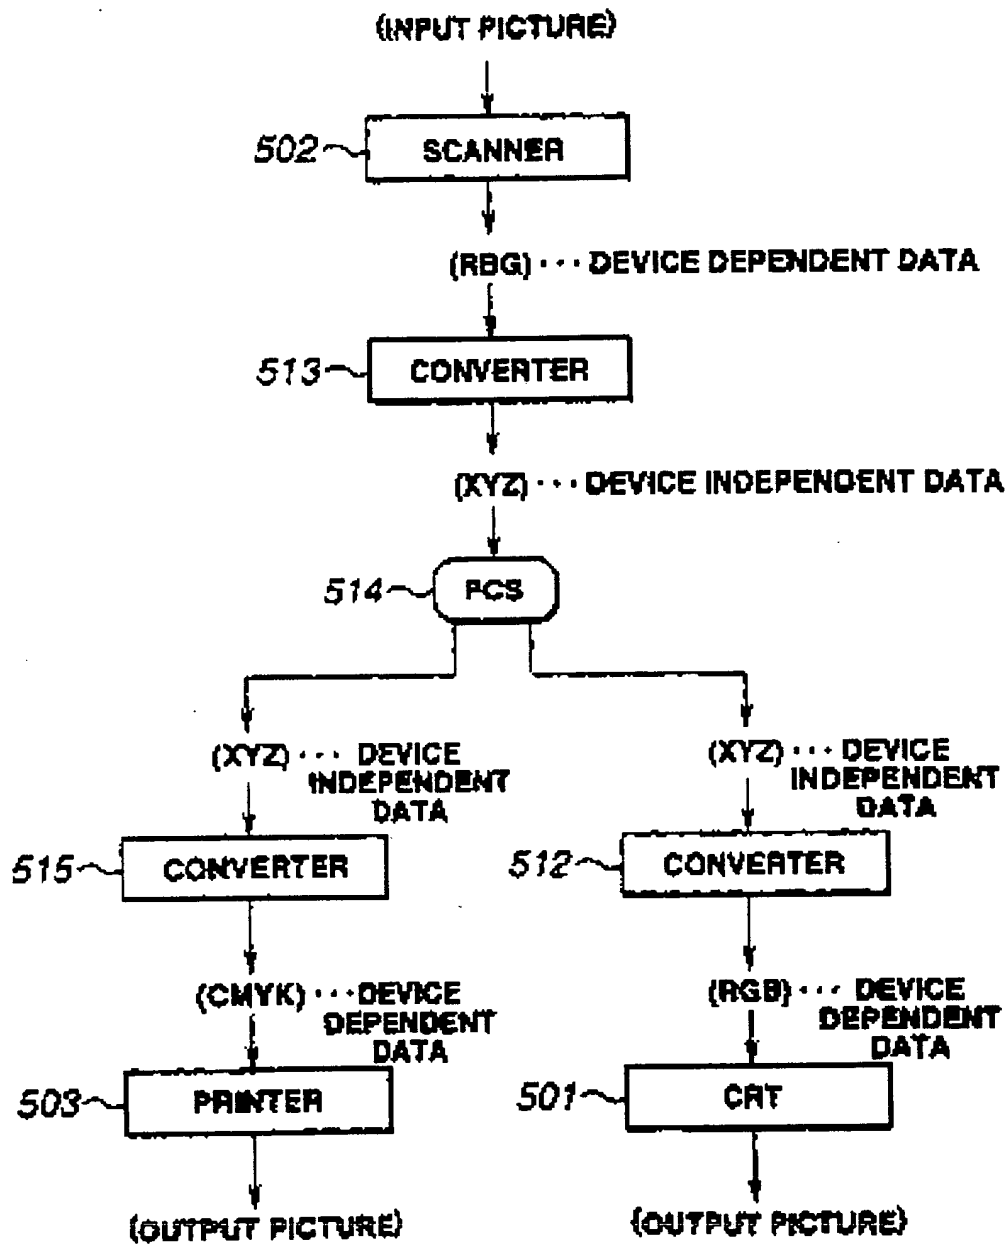 (INPUT PICTURE)
502 SCANNER
(RBG) ··· DEVICE DEPENDENT DATA
513 CONVERTER
(XYZ) ··· DEVICE INDEPENDENT DATA
514 PCS
(XYZ) ··· DEVICE
INDEPENDENT
DATA
(XYZ) ··· DEVICE
INDEPENDENT
DATA
515 CONVERTER
512 CONVERTER
(CMYK) ··· DEVICE
DEPENDENT
DATA
(RGB) ··· DEVICE
DEPENDENT
DATA
503 PRINTER
501 CRT
(OUTPUT PICTURE)
(OUTPUT PICTURE)